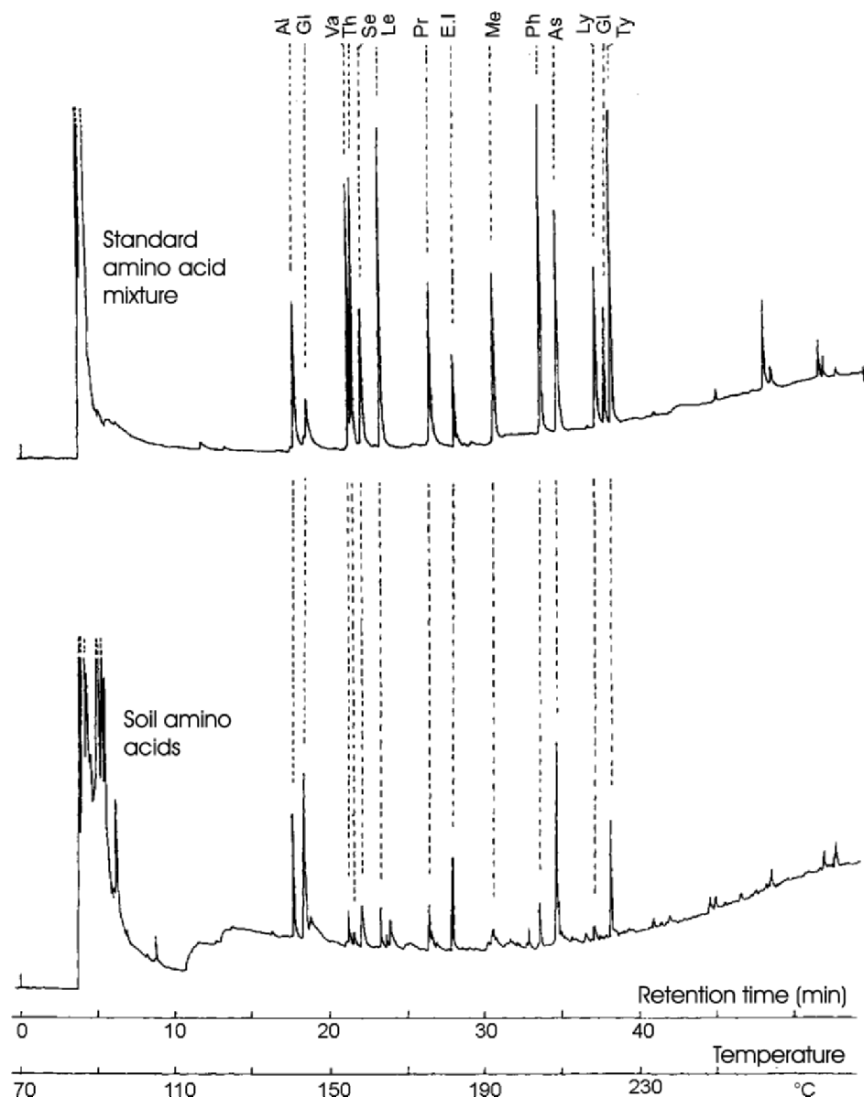 Al Gl Va Th Se Le Pr E.I Me Ph As Ly Gl Ty
Standard
amino acid
mixture
Soil amino
acids
Retention time (min)
0 10 30 40
Temperature
70 110 150 190 230 °C